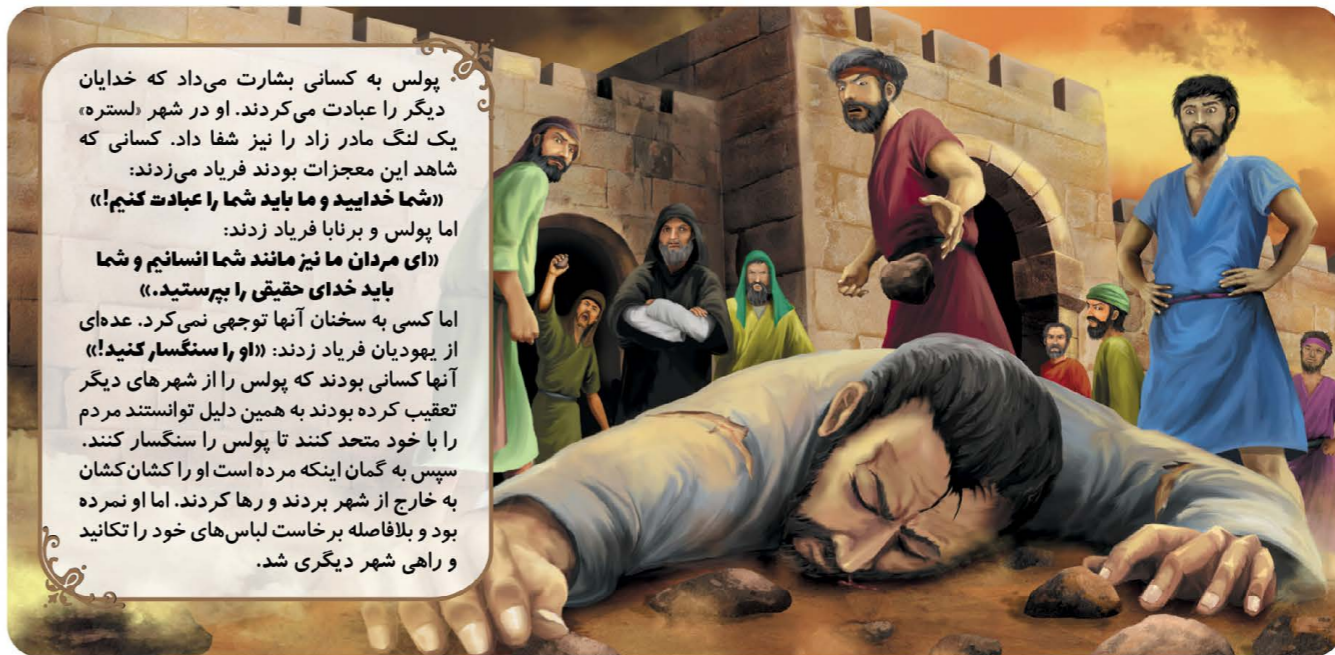 پولس به کسانی بشارت می‌داد که خدایان
دیگر را عبادت می‌کردند. او در شهر «لستره»
یک لنگ مادر زاد را نیز شفا داد. کسانی که
شاهد این معجزات بودند فریاد می‌زدند:
«شما خدایید و ما باید شما را عبادت کنیم!»
اما پولس و برنابا فریاد زدند:
«ای مردان ما نیز مانند شما انسانیم و شما
باید خدای حقیقی را بپرستید.»
اما کسی به سخنان آنها توجهی نمی‌کرد. عده‌ای
از یهودیان فریاد زدند: «او را سنگسار کنید!»
آنها کسانی بودند که پولس را از شهرهای دیگر
تعقیب کرده بودند به همین دلیل توانستند مردم
را با خود متحد کنند تا پولس را سنگسار کنند.
سپس به گمان اینکه مرده است او را کشان‌کشان
به خارج از شهر بردند و رها کردند. اما او نمرده
بود و بلافاصله برخاست لباس‌های خود را تکانید
و راهی شهر دیگری شد.